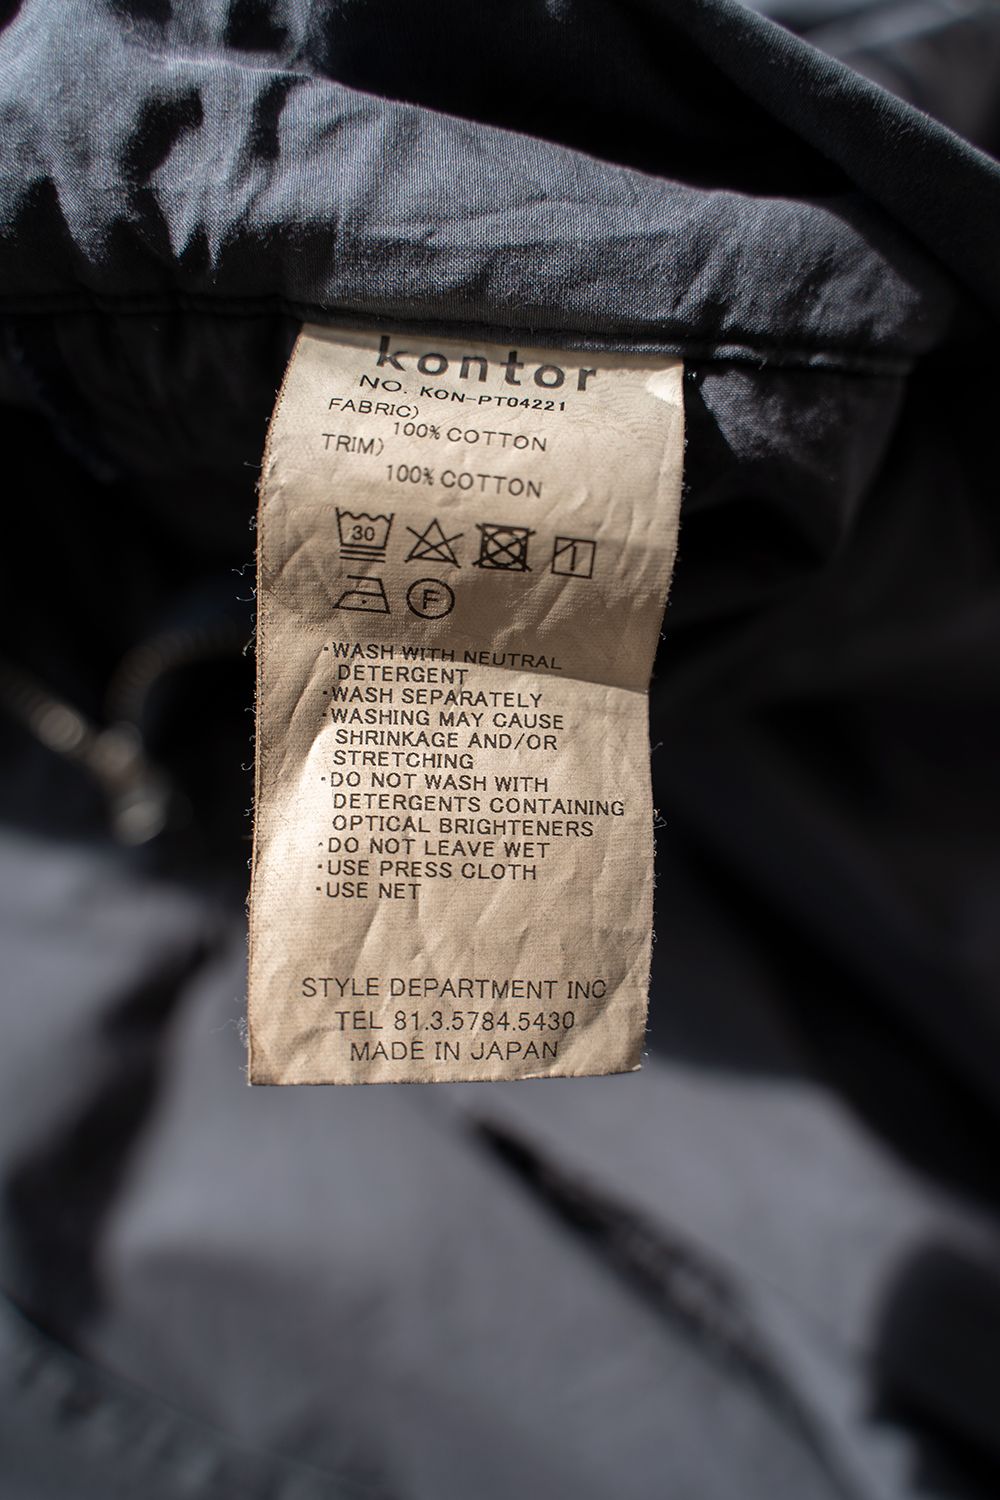 kontor
NO. KON-PT04221
FABRIC)
100% COTTON
TRIM)
100% COTTON
30
F
·WASH WITH NEUTRAL
DETERGENT
·WASH SEPARATELY
·WASHING MAY CAUSE
SHRINKAGE AND/OR
STRETCHING
·DO NOT WASH WITH
DETERGENTS CONTAINING
OPTICAL BRIGHTENERS
·DO NOT LEAVE WET
·USE PRESS CLOTH
·USE NET
STYLE DEPARTMENT INC
TEL 81.3.5784.5430
MADE IN JAPAN